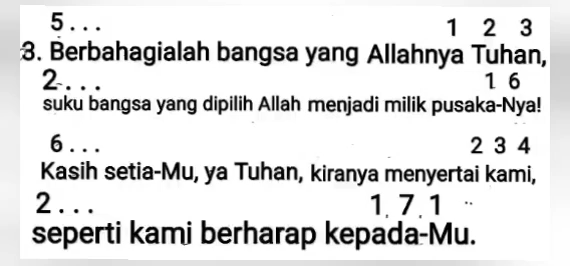 5... 1 2 3
3. Berbahagialah bangsa yang Allahnya Tuhan,
2.... 1 6
suku bangsa yang dipilih Allah menjadi milik pusaka-Nya!
6... 2 3 4
Kasih setia-Mu, ya Tuhan, kiranya menyertai kami,
2... 1. 7. 1
seperti kami berharap kepada-Mu.